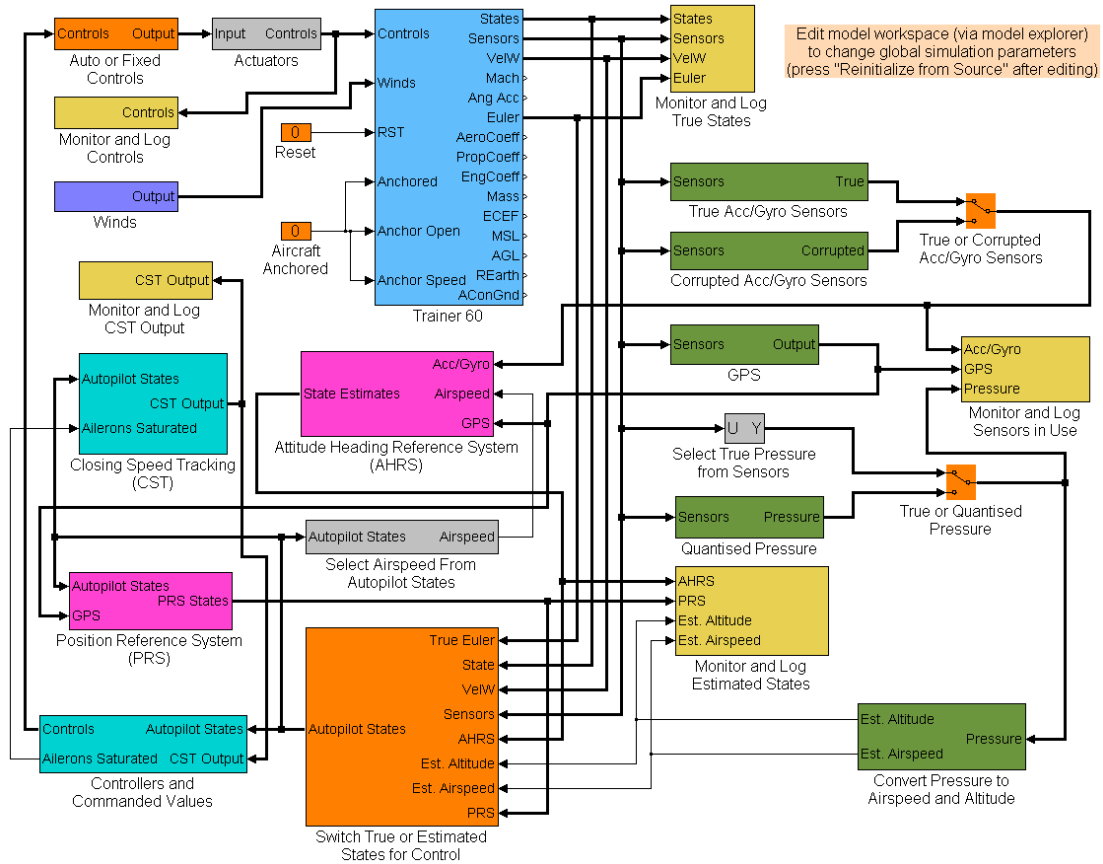 Controls Output
Auto or Fixed
Controls
Input Controls
Actuators
Controls
Monitor and Log
Controls
Output
Winds
0
Reset
0
Aircraft
Anchored
Controls
Winds
RST
Anchored
Anchor Open
Anchor Speed
States
Sensors
VelW
Mach
Ang Acc
Euler
AeroCoeff
PropCoeff
EngCoeff
Mass
ECEF
MSL
AGL
REarth
AConGnd
Trainer 60
States
Sensors
VelW
Euler
Monitor and Log
True States
Edit model workspace (via model explorer)
to change global simulation parameters
(press "Reinitialize from Source" after editing)
Sensors True
True Acc/Gyro Sensors
Sensors Corrupted
Corrupted Acc/Gyro Sensors
True or Corrupted
Acc/Gyro Sensors
CST Output
Monitor and Log
CST Output
Autopilot States
CST Output
Ailerons Saturated
Closing Speed Tracking
(CST)
Acc/Gyro
State Estimates Airspeed
GPS
Attitude Heading Reference System
(AHRS)
Sensors Output
GPS
Acc/Gyro
GPS
Pressure
Monitor and Log
Sensors in Use
U Y
Select True Pressure
from Sensors
True or Quantised
Pressure
Sensors Pressure
Quantised Pressure
Autopilot States Airspeed
Select Airspeed From
Autopilot States
Autopilot States
PRS States
GPS
Position Reference System
(PRS)
AHRS
PRS
Est. Altitude
Est. Airspeed
Monitor and Log
Estimated States
True Euler
State
VelW
Sensors
Autopilot States
AHRS
Est. Altitude
Est. Airspeed
PRS
Switch True or Estimated
States for Control
Controls Autopilot States
Ailerons Saturated CST Output
Controllers and
Commanded Values
Est. Altitude
Pressure
Est. Airspeed
Convert Pressure to
Airspeed and Altitude